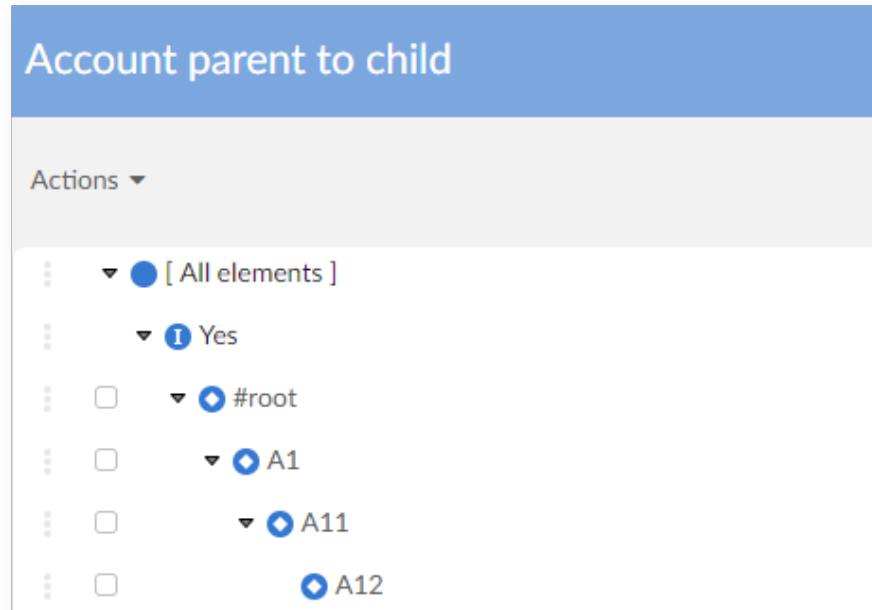 Account parent to child
Actions
[ All elements ]
I Yes
#root
A1
A11
A12